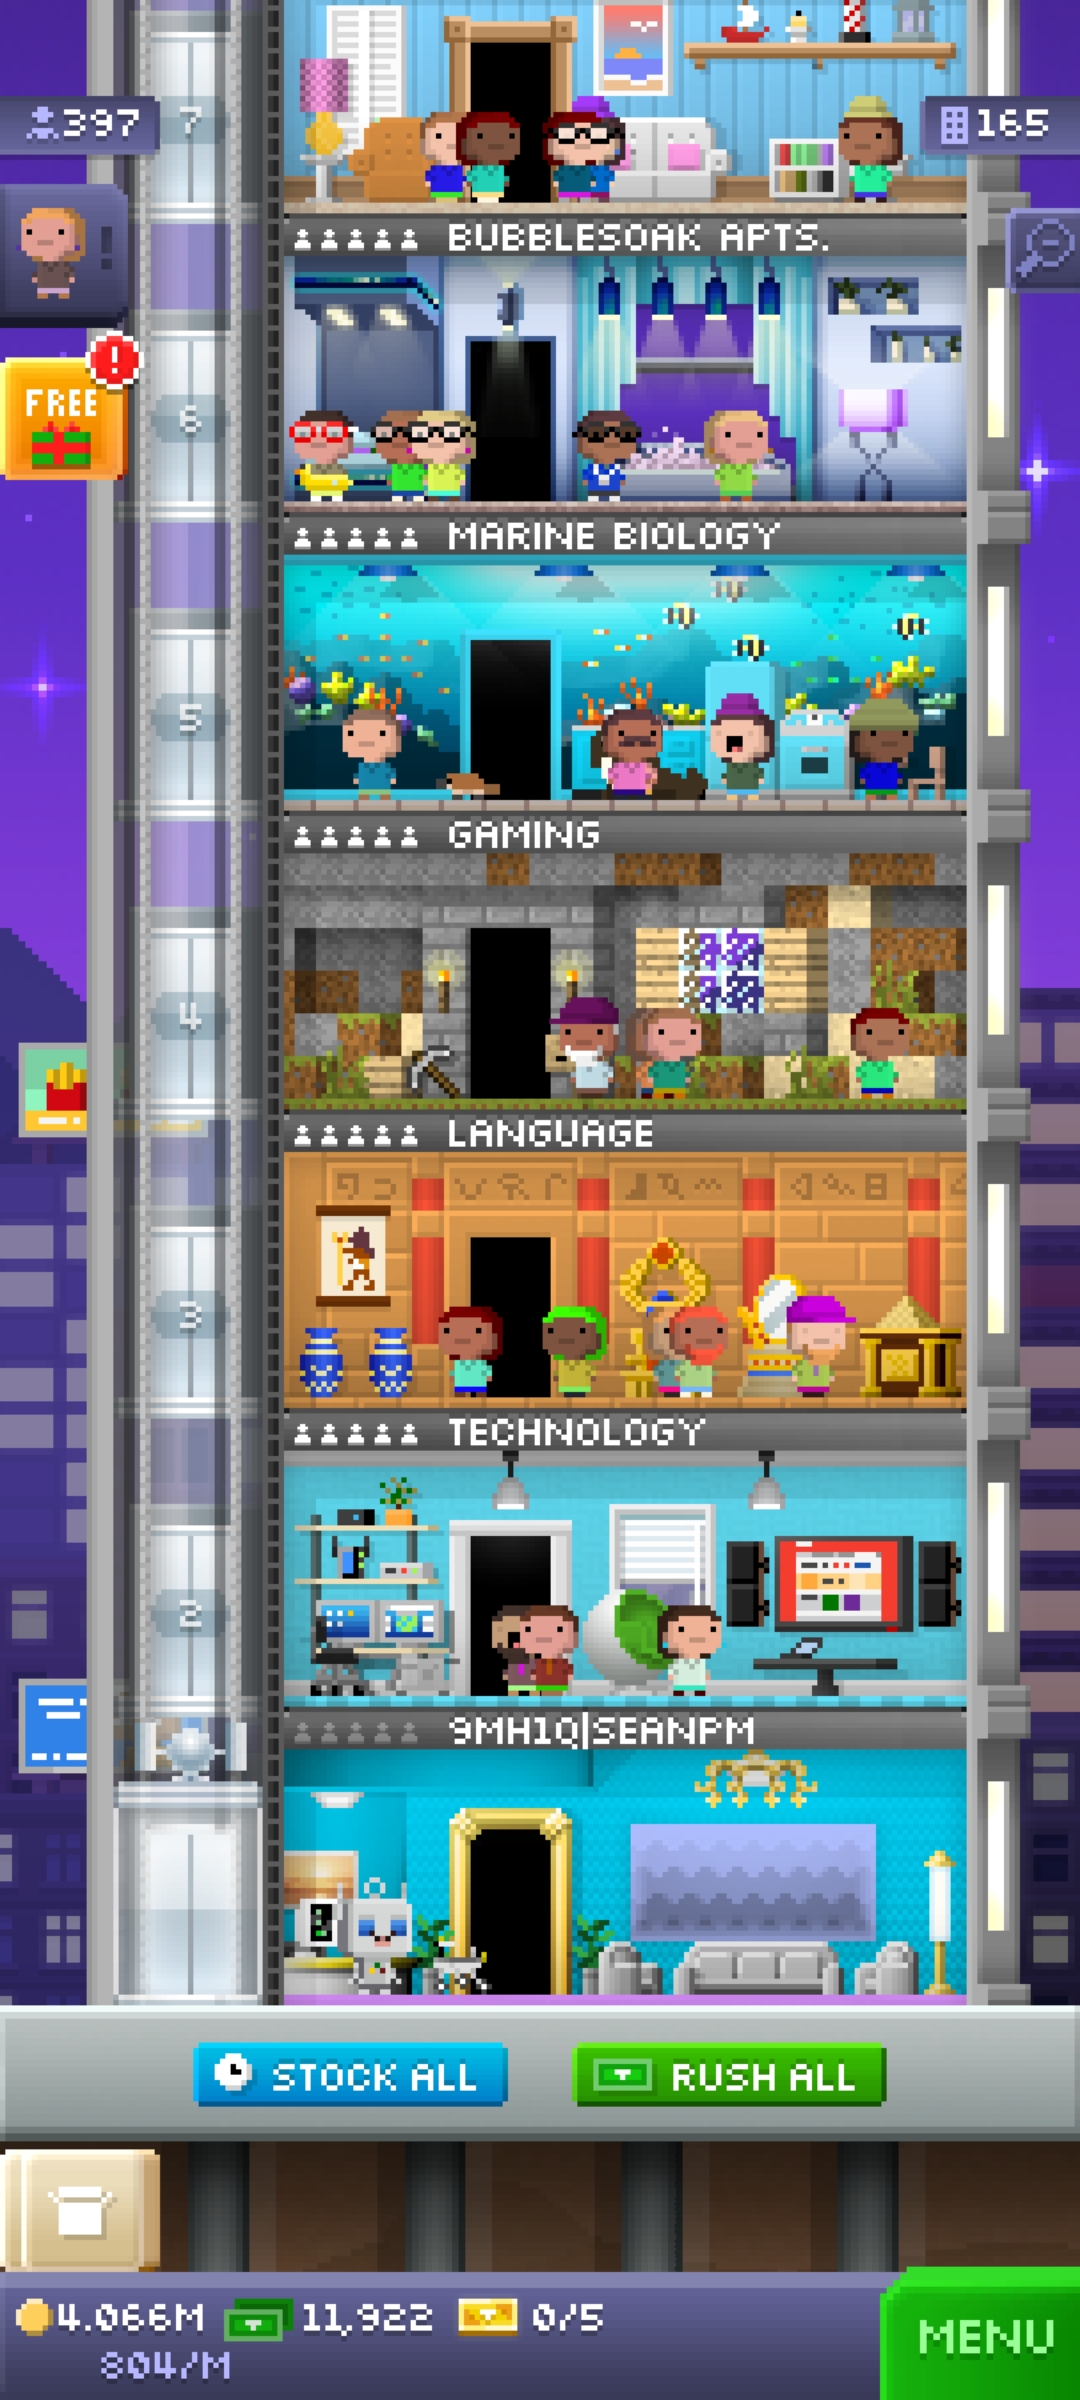 7
397
165
BUBBLESOAK APTS.
FREE
!
6
MARINE BIOLOGY
5
GAMING
4
LANGUAGE
3
TECHNOLOGY
2
9MH1Q|SEANPM
STOCK ALL
RUSH ALL
4.066M
11,922
0/5
804/M
MENU